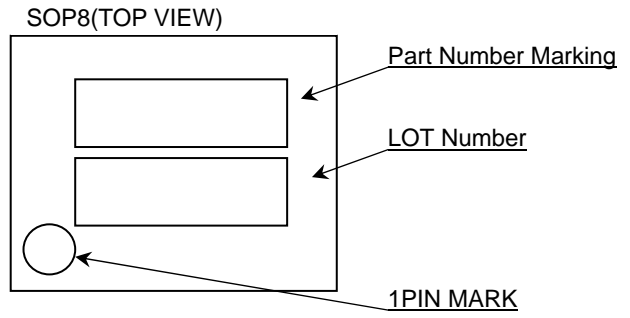 SOP8(TOP VIEW)
Part Number Marking
LOT Number
1PIN MARK